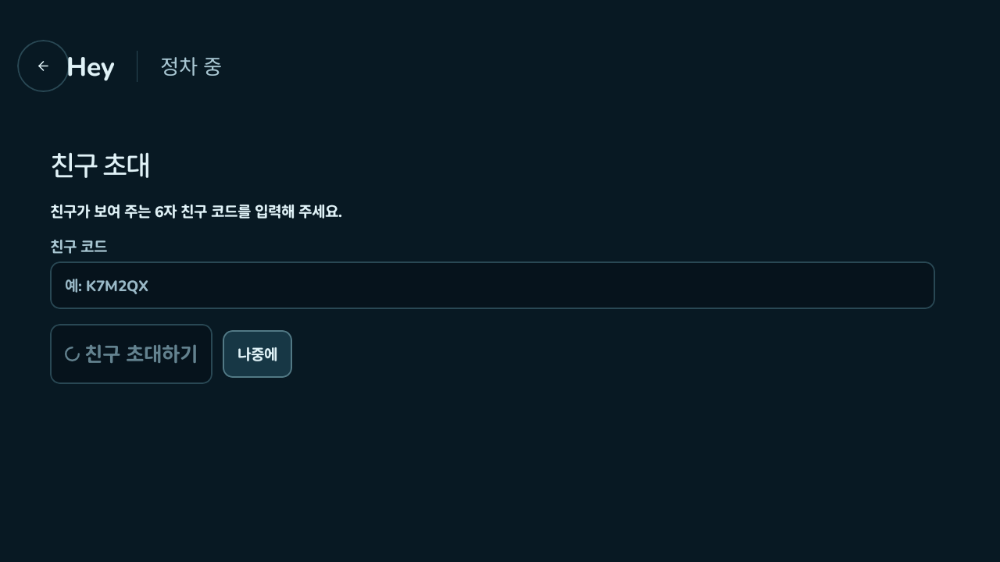 Hey 정차 중
친구 초대
친구가 보여 주는 6자 친구 코드를 입력해 주세요.
친구 코드
예: K7M2QX
친구 초대하기 나중에